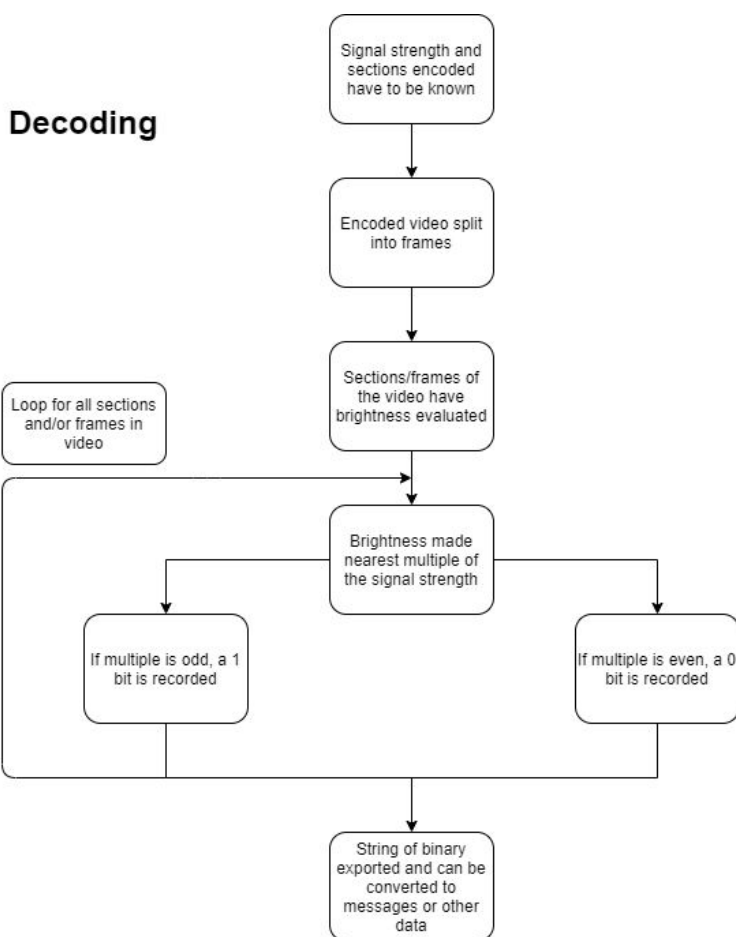 Signal strength and
sections encoded
have to be known
Decoding
Encoded video split
into frames
Sections/frames of
the video have
brightness evaluated
Loop for all sections
and/or frames in
video
Brightness made
nearest multiple of
the signal strength
If multiple is odd, a 1
bit is recorded
If multiple is even, a 0
bit is recorded
String of binary
exported and can be
converted to
messages or other
data